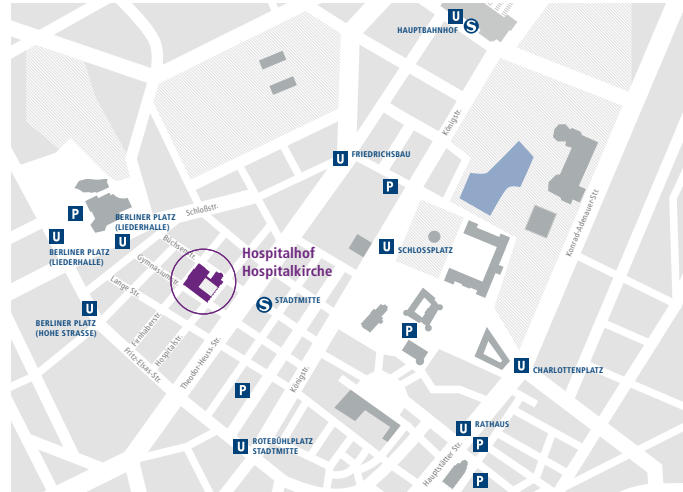 U
HAUPTBAHNHOF
S
Königstr.
U
FRIEDRICHSBAU
P
Konrad-Adenauer-Str.
P
Schloßstr.
BERLINER PLATZ
(LIEDERHALLE)
U
U
BERLINER PLATZ
(LIEDERHALLE)
Büchsenstr.
Gymnasiumstr.
Lange Str.
Hospitalhof
Hospitalkirche
U
SCHLOSSPLATZ
S
STADTMITTE
U
BERLINER PLATZ
(HOHE STRASSE)
Firnhaberstr.
Hospitalstr.
Fritz-Elsas-Str.
Theodor-Heuss-Str.
Königstr.
P
P
U
CHARLOTTENPLATZ
U
ROTEBÜHLPLATZ
STADTMITTE
U
RATHAUS
P
Hauptstätter Str.
P